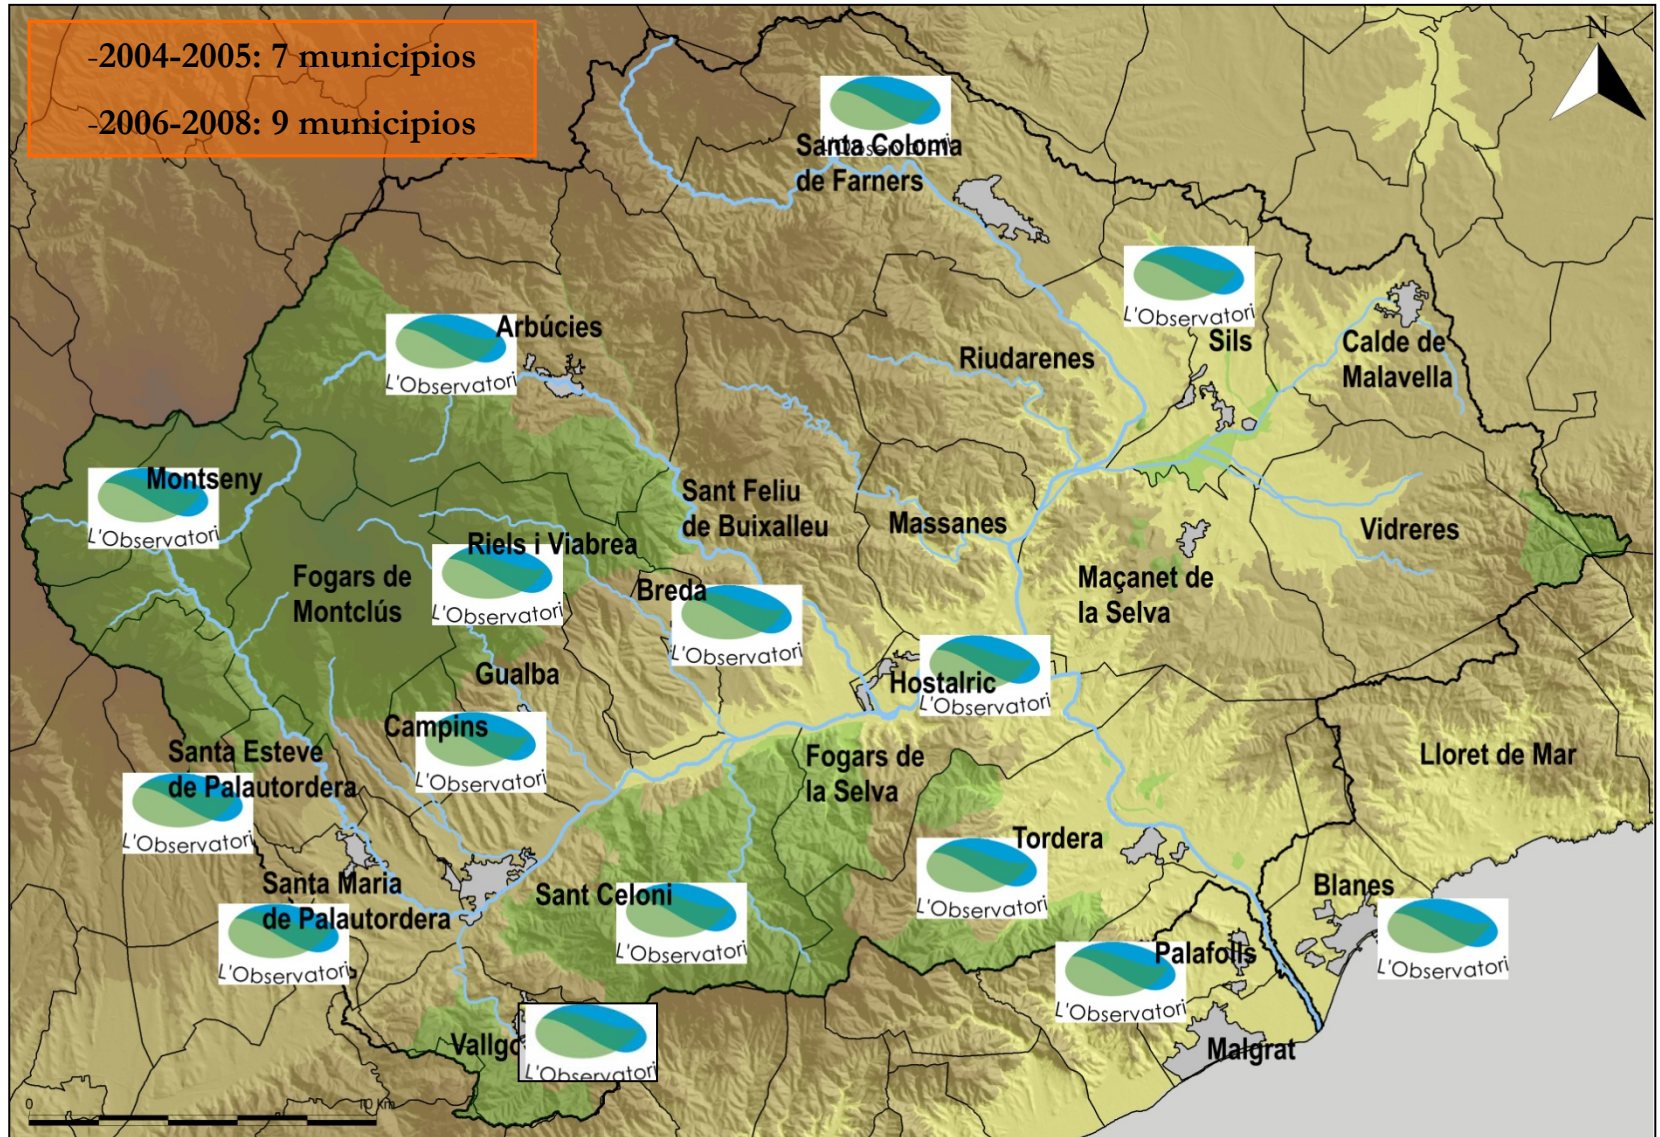 -2004-2005: 7 municipios
-2006-2008: 9 municipios
N
L'Observatori
Santa Coloma
de Farners
L'Observatori
Sils
Calde de
Malavella
Arbúcies
L'Observatori
Riudarenes
Montseny
L'Observatori
Sant Feliu
de Buixalleu
Massanes
Vidreres
Riels i Viabrea
L'Observatori
Fogars de
Montclús
Breda
L'Observatori
Maçanet de
la Selva
Gualba
Hostalric
L'Observatori
Campins
L'Observatori
Santa Esteve
de Palautordera
L'Observatori
Fogars de
la Selva
Lloret de Mar
Tordera
L'Observatori
Santa Maria
de Palautordera
L'Observatori
Sant Celoni
L'Observatori
Blanes
L'Observatori
Palafolls
L'Observatori
Vallgo
L'Observatori
Malgrat
0 10 km